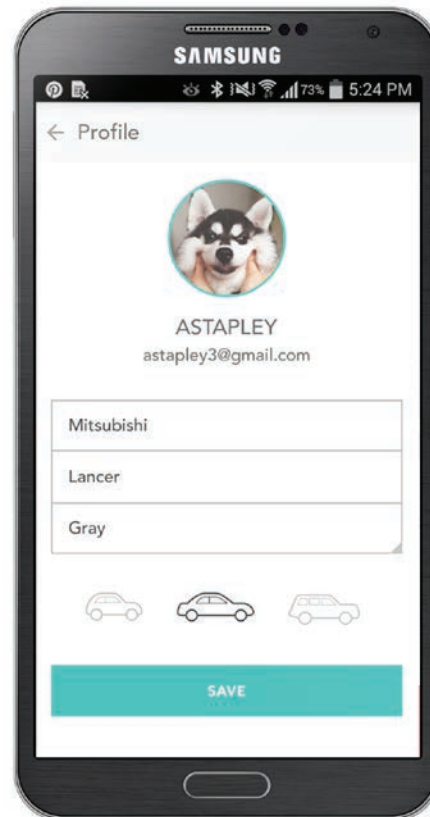 SAMSUNG
73% 5:24 PM
← Profile
ASTAPLEY
astapley3@gmail.com
Mitsubishi
Lancer
Gray
SAVE